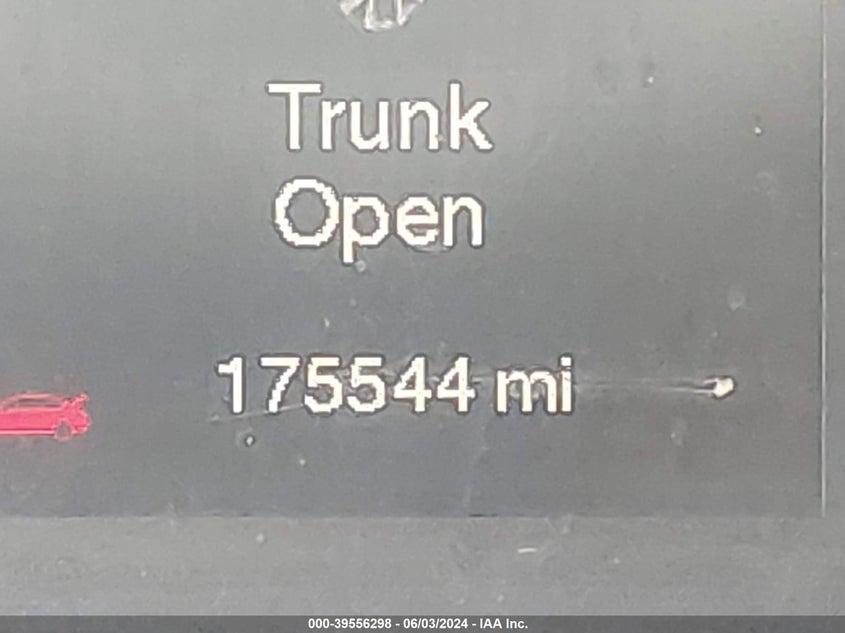 Trunk
Open
175544 mi
000-39556298 - 06/03/2024 - IAA Inc.